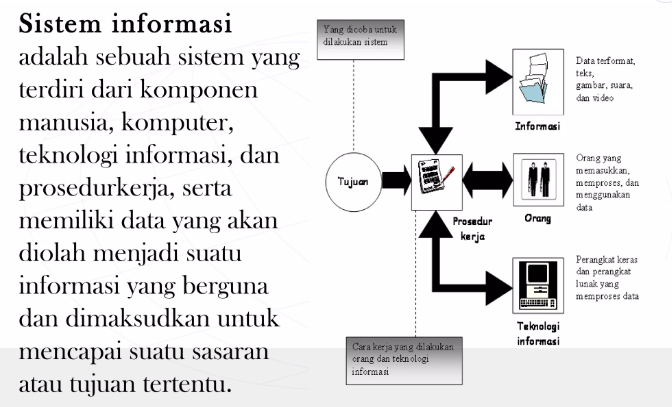 Sistem informasi
adalah sebuah sistem yang
terdiri dari komponen
manusia, komputer,
teknologi informasi, dan
prosedurkerja, serta
memiliki data yang akan
diolah menjadi suatu
informasi yang berguna
dan dimaksudkan untuk
mencapai suatu sasaran
atau tujuan tertentu.
Yang dicoba untuk
dilakukan sistem
Tujuan
Prosedur
kerja
Cara kerja yang dilakukan
orang dan teknologi
informasi
Informasi
Data terformat,
teks,
gambar, suara,
dan video
Orang
Orang yang
memasukkan,
memproses, dan
menggunakan
data
Teknologi
informasi
Perangkat keras
dan perangkat
lunak yang
memproses data